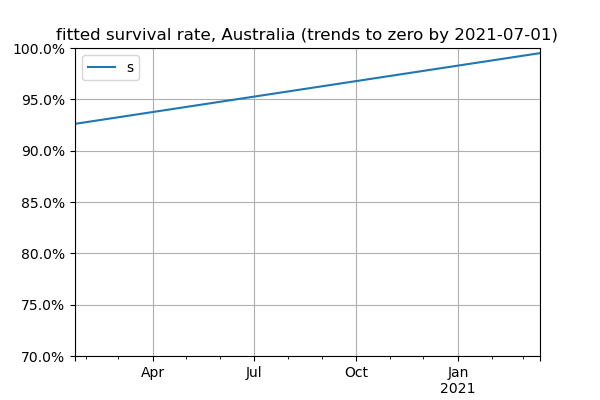 fitted survival rate, Australia (trends to zero by 2021-07-01)
100.0%
s
95.0%
90.0%
85.0%
80.0%
75.0%
70.0%
Apr Jul Oct Jan
2021